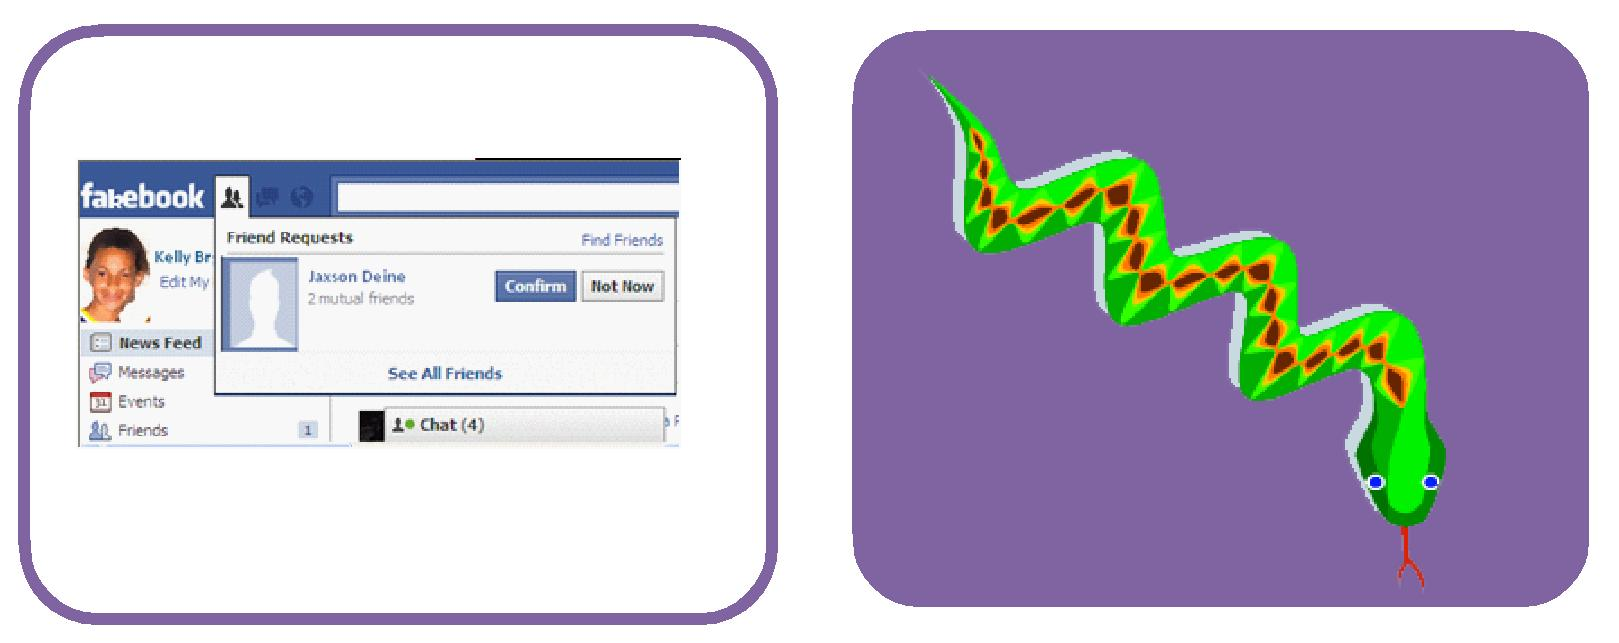 fakebook
Friend Requests
Find Friends
Kelly Br
Edit My
Jaxson Deine
2 mutual friends
Confirm
Not Now
News Feed
Messages
See All Friends
31
Events
Chat (4)
Friends
1